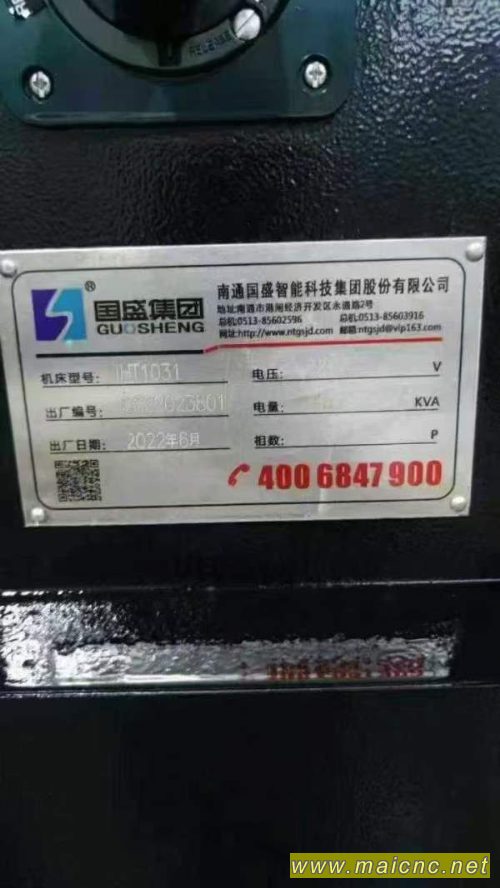 RELEASE
国盛集团
GUOSHENG
®
南通国盛智能科技集团股份有限公司
地址:南通市港闸经济开发区永通路2号
总机:0513-85602596 总机:0513-85603916
网址:http://www.ntgsjd.com 邮箱:ntgsjd@vip163.com
机床型号: 1031 电压: V
出厂编号: 电量: KVA
出厂日期: 2022年6月 相数: P
400 6847 900
www.maicnc.net